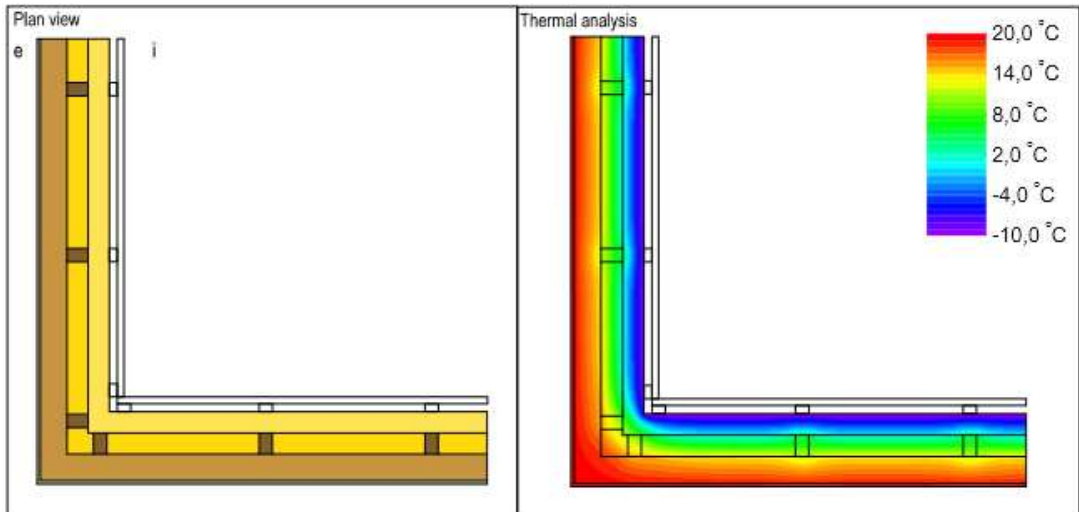 Plan view
e
i
Thermal analysis
20,0 °C
14,0 °C
8,0 °C
2,0 °C
-4,0 °C
-10,0 °C